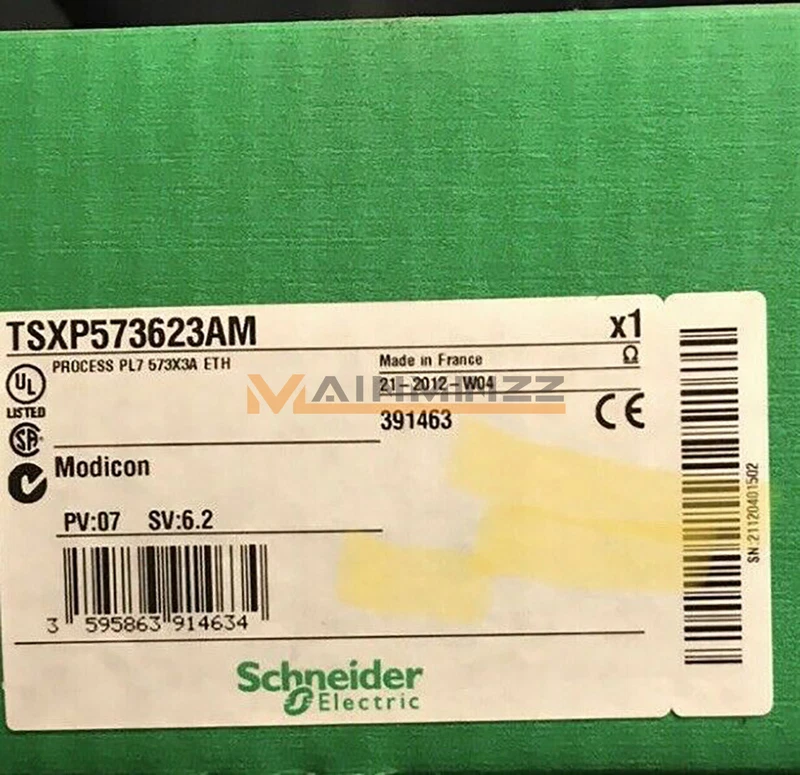 TSXP573623AM
x1
PROCESS PL7 573X3A ETH
Made in France
Ω
UL
LISTED
21-2012-W04
391463
CE
Modicon
PV:07 SV:6.2
3 595863 914634
SN:21120401502
Schneider
Electric